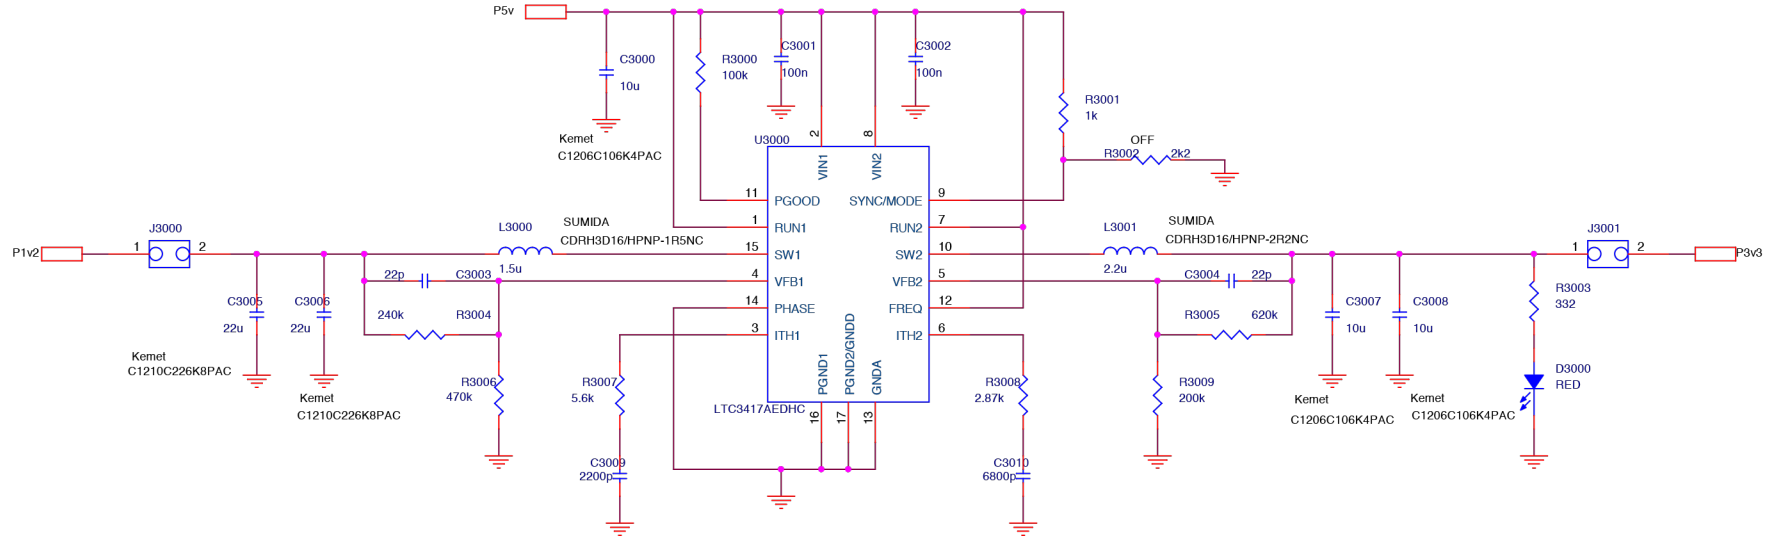 P5v
C3000
10u
Kemet
C1206C106K4PAC
R3000
100k
C3001
100n
C3002
100n
R3001
1k
OFF
R3002
2k2
U3000
2
VIN1
8
VIN2
11
PGOOD
SYNC/MODE
9
1
RUN1
RUN2
7
15
SW1
SW2
10
4
VFB1
VFB2
5
14
PHASE
FREQ
12
3
ITH1
ITH2
6
PGND1
PGND2/GNDD
GNDA
16
17
13
LTC3417AEDHC
P1v2
1
J3000
2
L3000
SUMIDA
CDRH3D16/HPNP-1R5NC
1.5u
22p
C3003
240k
R3004
C3005
22u
C3006
22u
Kemet
C1210C226K8PAC
Kemet
C1210C226K8PAC
R3006
470k
R3007
5.6k
C3009
2200p
L3001
SUMIDA
CDRH3D16/HPNP-2R2NC
2.2u
C3004
22p
R3005
620k
R3008
2.87k
C3010
6800p
R3009
200k
C3007
10u
C3008
10u
Kemet
C1206C106K4PAC
Kemet
C1206C106K4PAC
J3001
1
2
P3v3
R3003
332
D3000
RED